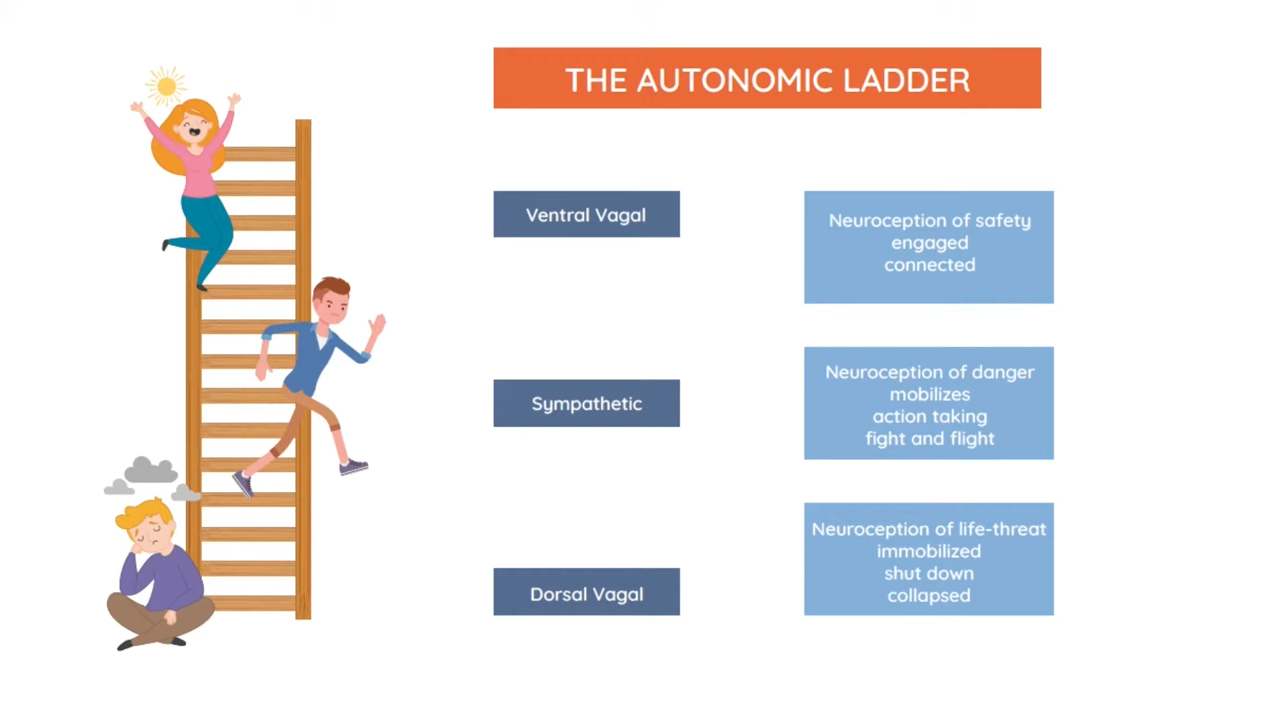 THE AUTONOMIC LADDER
Ventral Vagal
Neuroception of safety
engaged
connected
Sympathetic
Neuroception of danger
mobilizes
action taking
fight and flight
Dorsal Vagal
Neuroception of life-threat
immobilized
shut down
collapsed